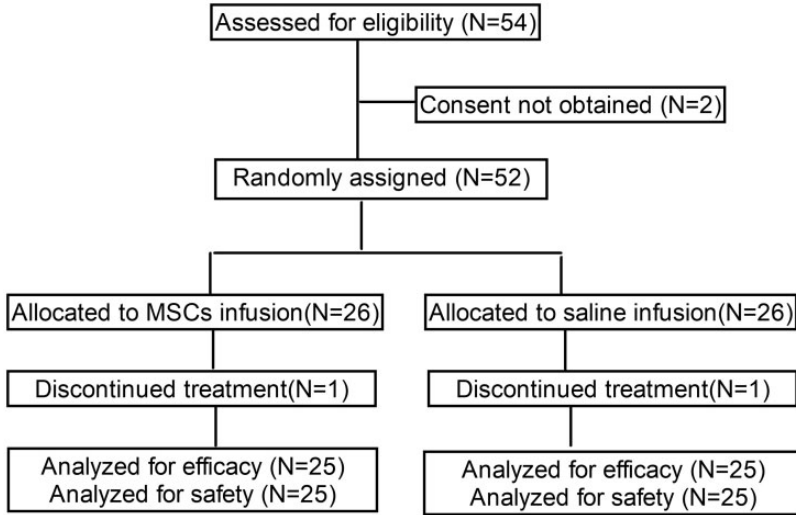 Assessed for eligibility (N=54)
Consent not obtained (N=2)
Randomly assigned (N=52)
Allocated to MSCs infusion(N=26)
Allocated to saline infusion(N=26)
Discontinued treatment(N=1)
Discontinued treatment(N=1)
Analyzed for efficacy (N=25)
Analyzed for safety (N=25)
Analyzed for efficacy (N=25)
Analyzed for safety (N=25)